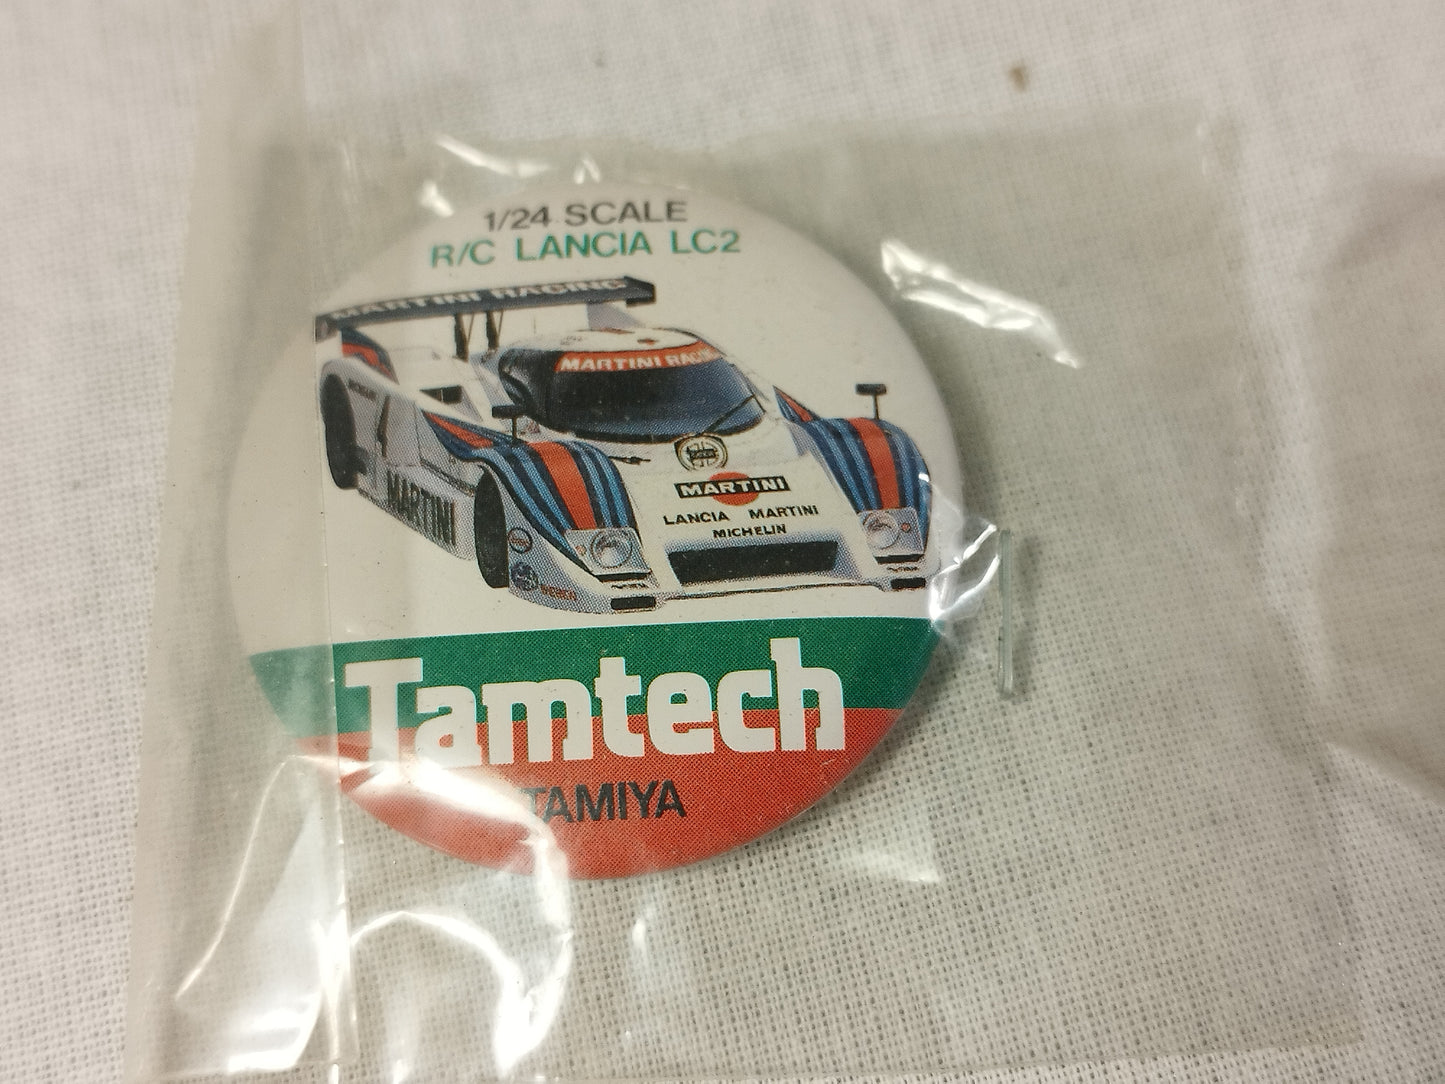 1/24 SCALE
R/C LANCIA LC2
MARTINI RACING
MARTINI RACING
4
MARTINI
MARTINI
LANCIA MARTINI
MICHELIN
Tamtech
TAMIYA